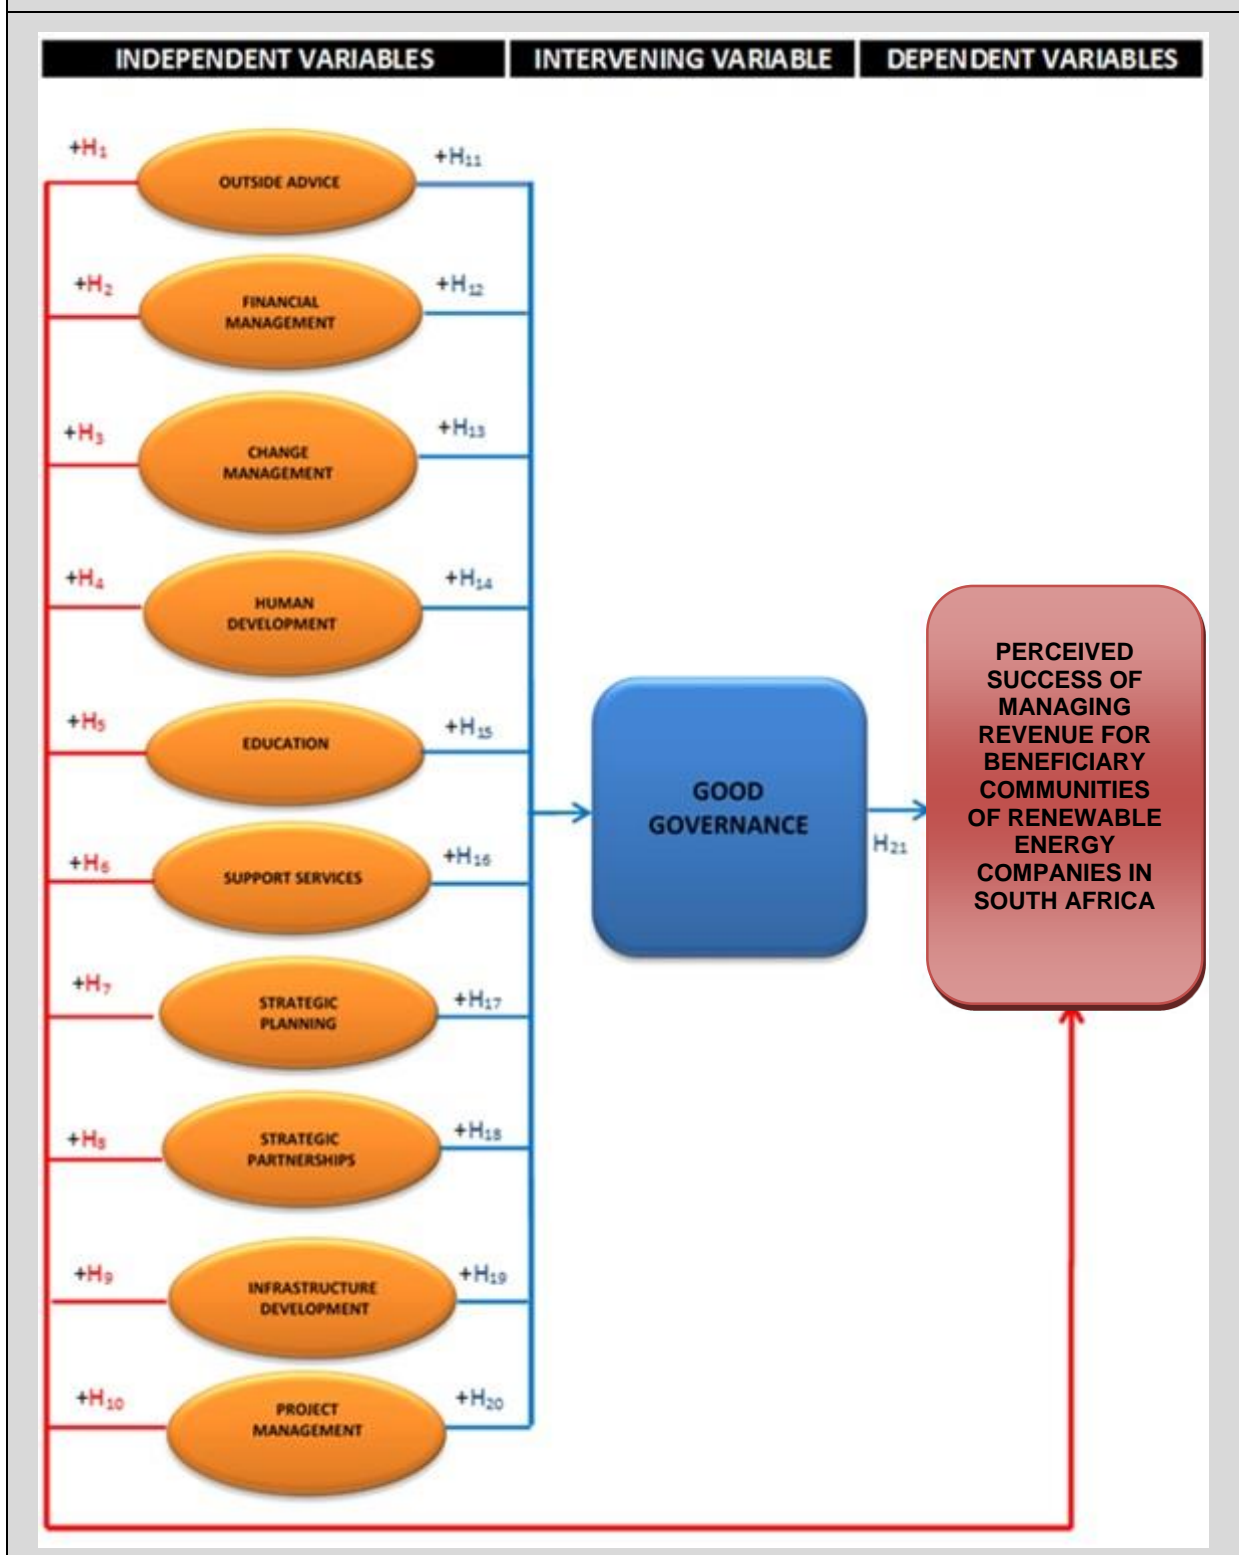 INDEPENDENT VARIABLES
INTERVENING VARIABLE
DEPENDENT VARIABLES
+H₁
OUTSIDE ADVICE
+H₁₁
+H₂
FINANCIAL
MANAGEMENT
+H₁₂
+H₃
CHANGE
MANAGEMENT
+H₁₃
+H₄
HUMAN
DEVELOPMENT
+H₁₄
+H₅
EDUCATION
+H₁₅
+H₆
SUPPORT SERVICES
+H₁₆
+H₇
STRATEGIC
PLANNING
+H₁₇
+H₈
STRATEGIC
PARTNERSHIPS
+H₁₈
+H₉
INFRASTRUCTURE
DEVELOPMENT
+H₁₉
+H₁₀
PROJECT
MANAGEMENT
+H₂₀
GOOD
GOVERNANCE
H₂₁
PERCEIVED
SUCCESS OF
MANAGING
REVENUE FOR
BENEFICIARY
COMMUNITIES
OF RENEWABLE
ENERGY
COMPANIES IN
SOUTH AFRICA